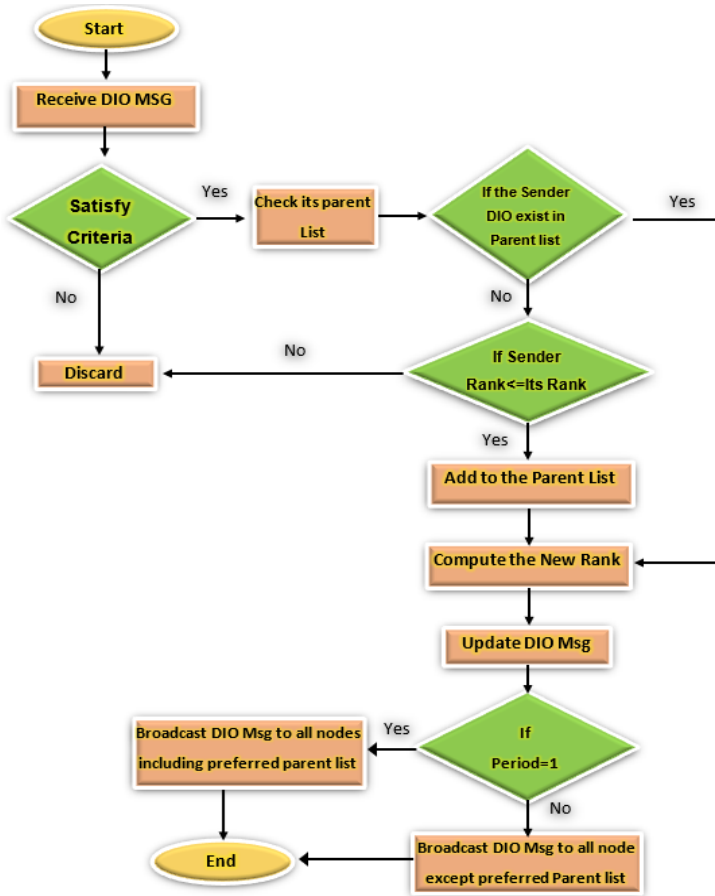 Start
Receive DIO MSG
Satisfy
Criteria
Yes
Check its parent
List
If the Sender
DIO exist in
Parent list
Yes
No
No
If Sender
Rank<=Its Rank
No
Discard
Yes
Add to the Parent List
Compute the New Rank
Update DIO Msg
If
Period=1
Yes
Broadcast DIO Msg to all nodes
including preferred parent list
No
Broadcast DIO Msg to all node
except preferred Parent list
End